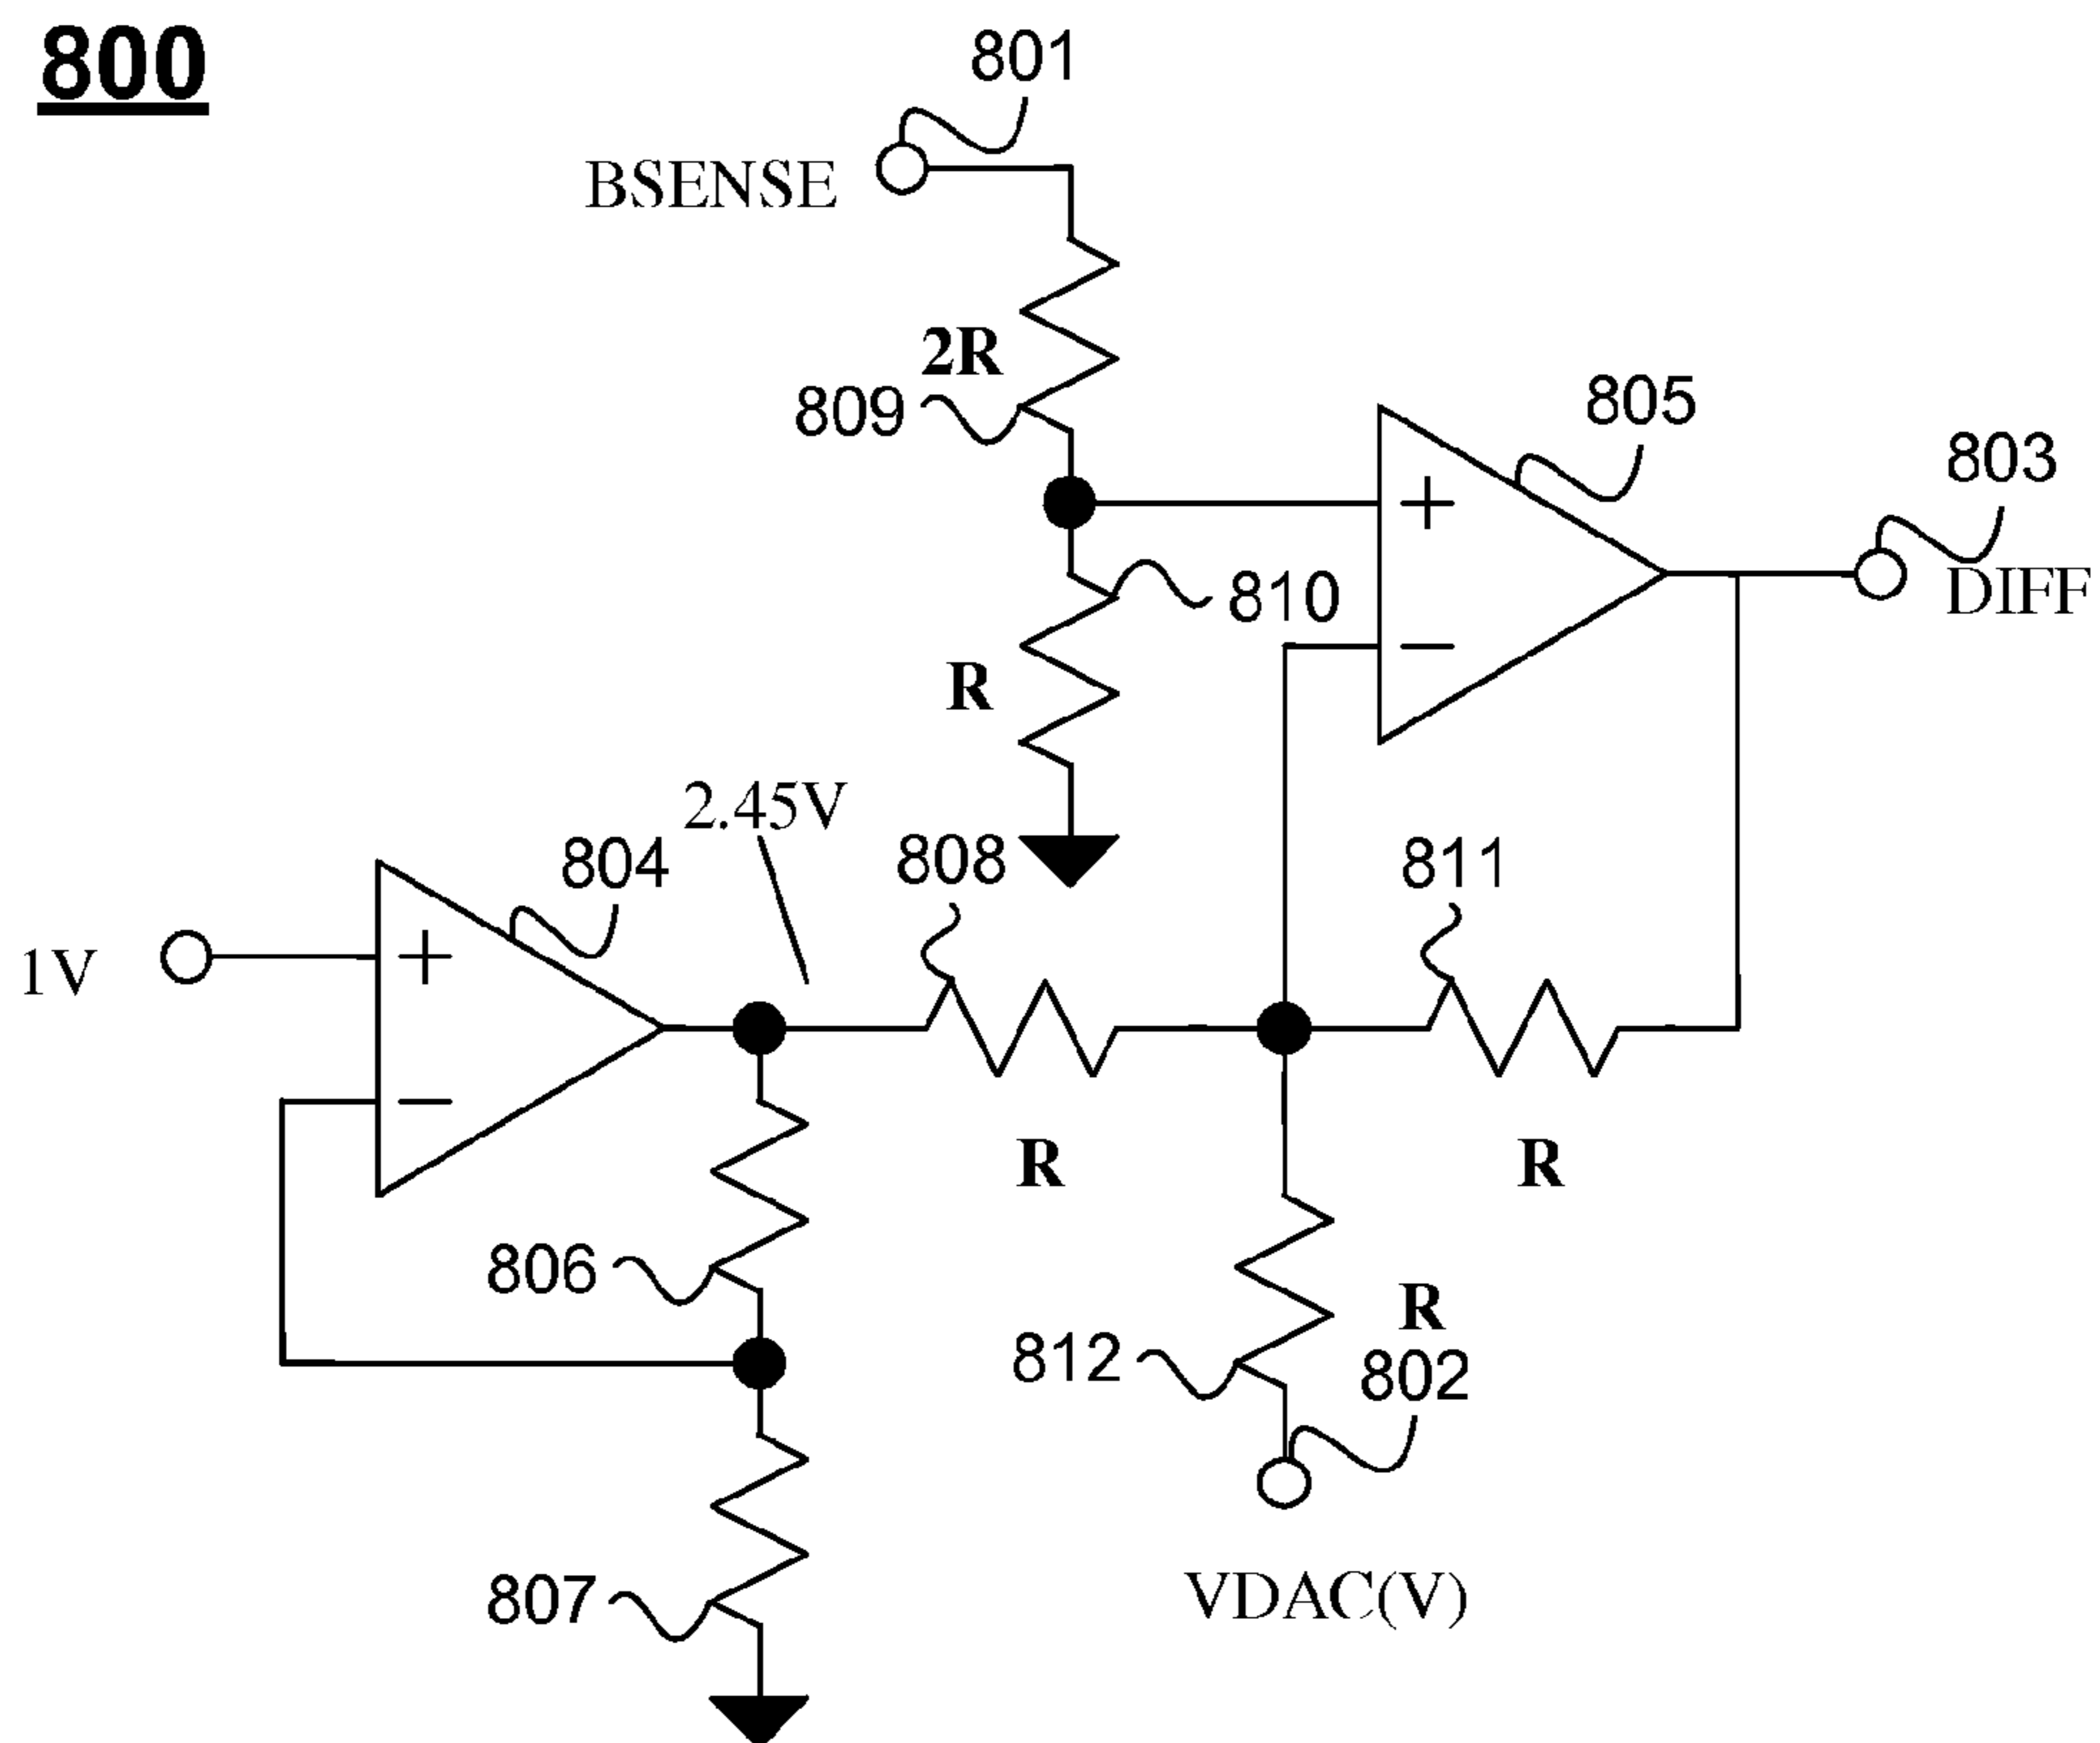 800
801
BSENSE
2R
809
805
803
DIFF
810
R
2.45V
804
808
811
1V
+
−
+
−
R
R
806
R
812
802
807
VDAC(V)